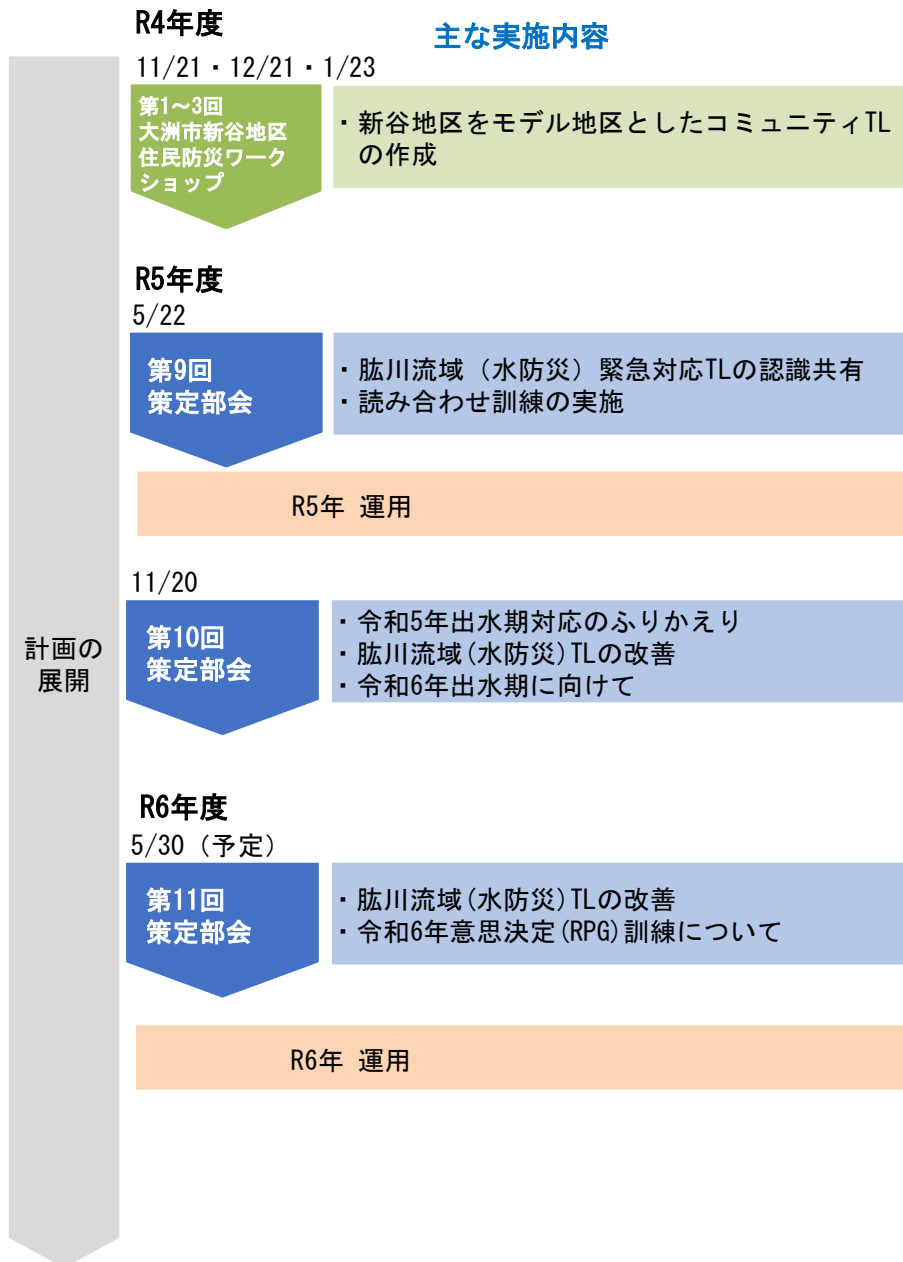 R4年度
主な実施内容
11/21・12/21・1/23
第1～3回
大洲市新谷地区
住民防災ワーク
ショップ
・新谷地区をモデル地区としたコミュニティTL
の作成
R5年度
5/22
第9回
策定部会
・肱川流域（水防災）緊急対応TLの認識共有
・読み合わせ訓練の実施
R5年 運用
11/20
第10回
策定部会
・令和5年出水期対応のふりかえり
・肱川流域(水防災)TLの改善
・令和6年出水期に向けて
計画の
展開
R6年度
5/30（予定）
第11回
策定部会
・肱川流域(水防災)TLの改善
・令和6年意思決定(RPG)訓練について
R6年 運用